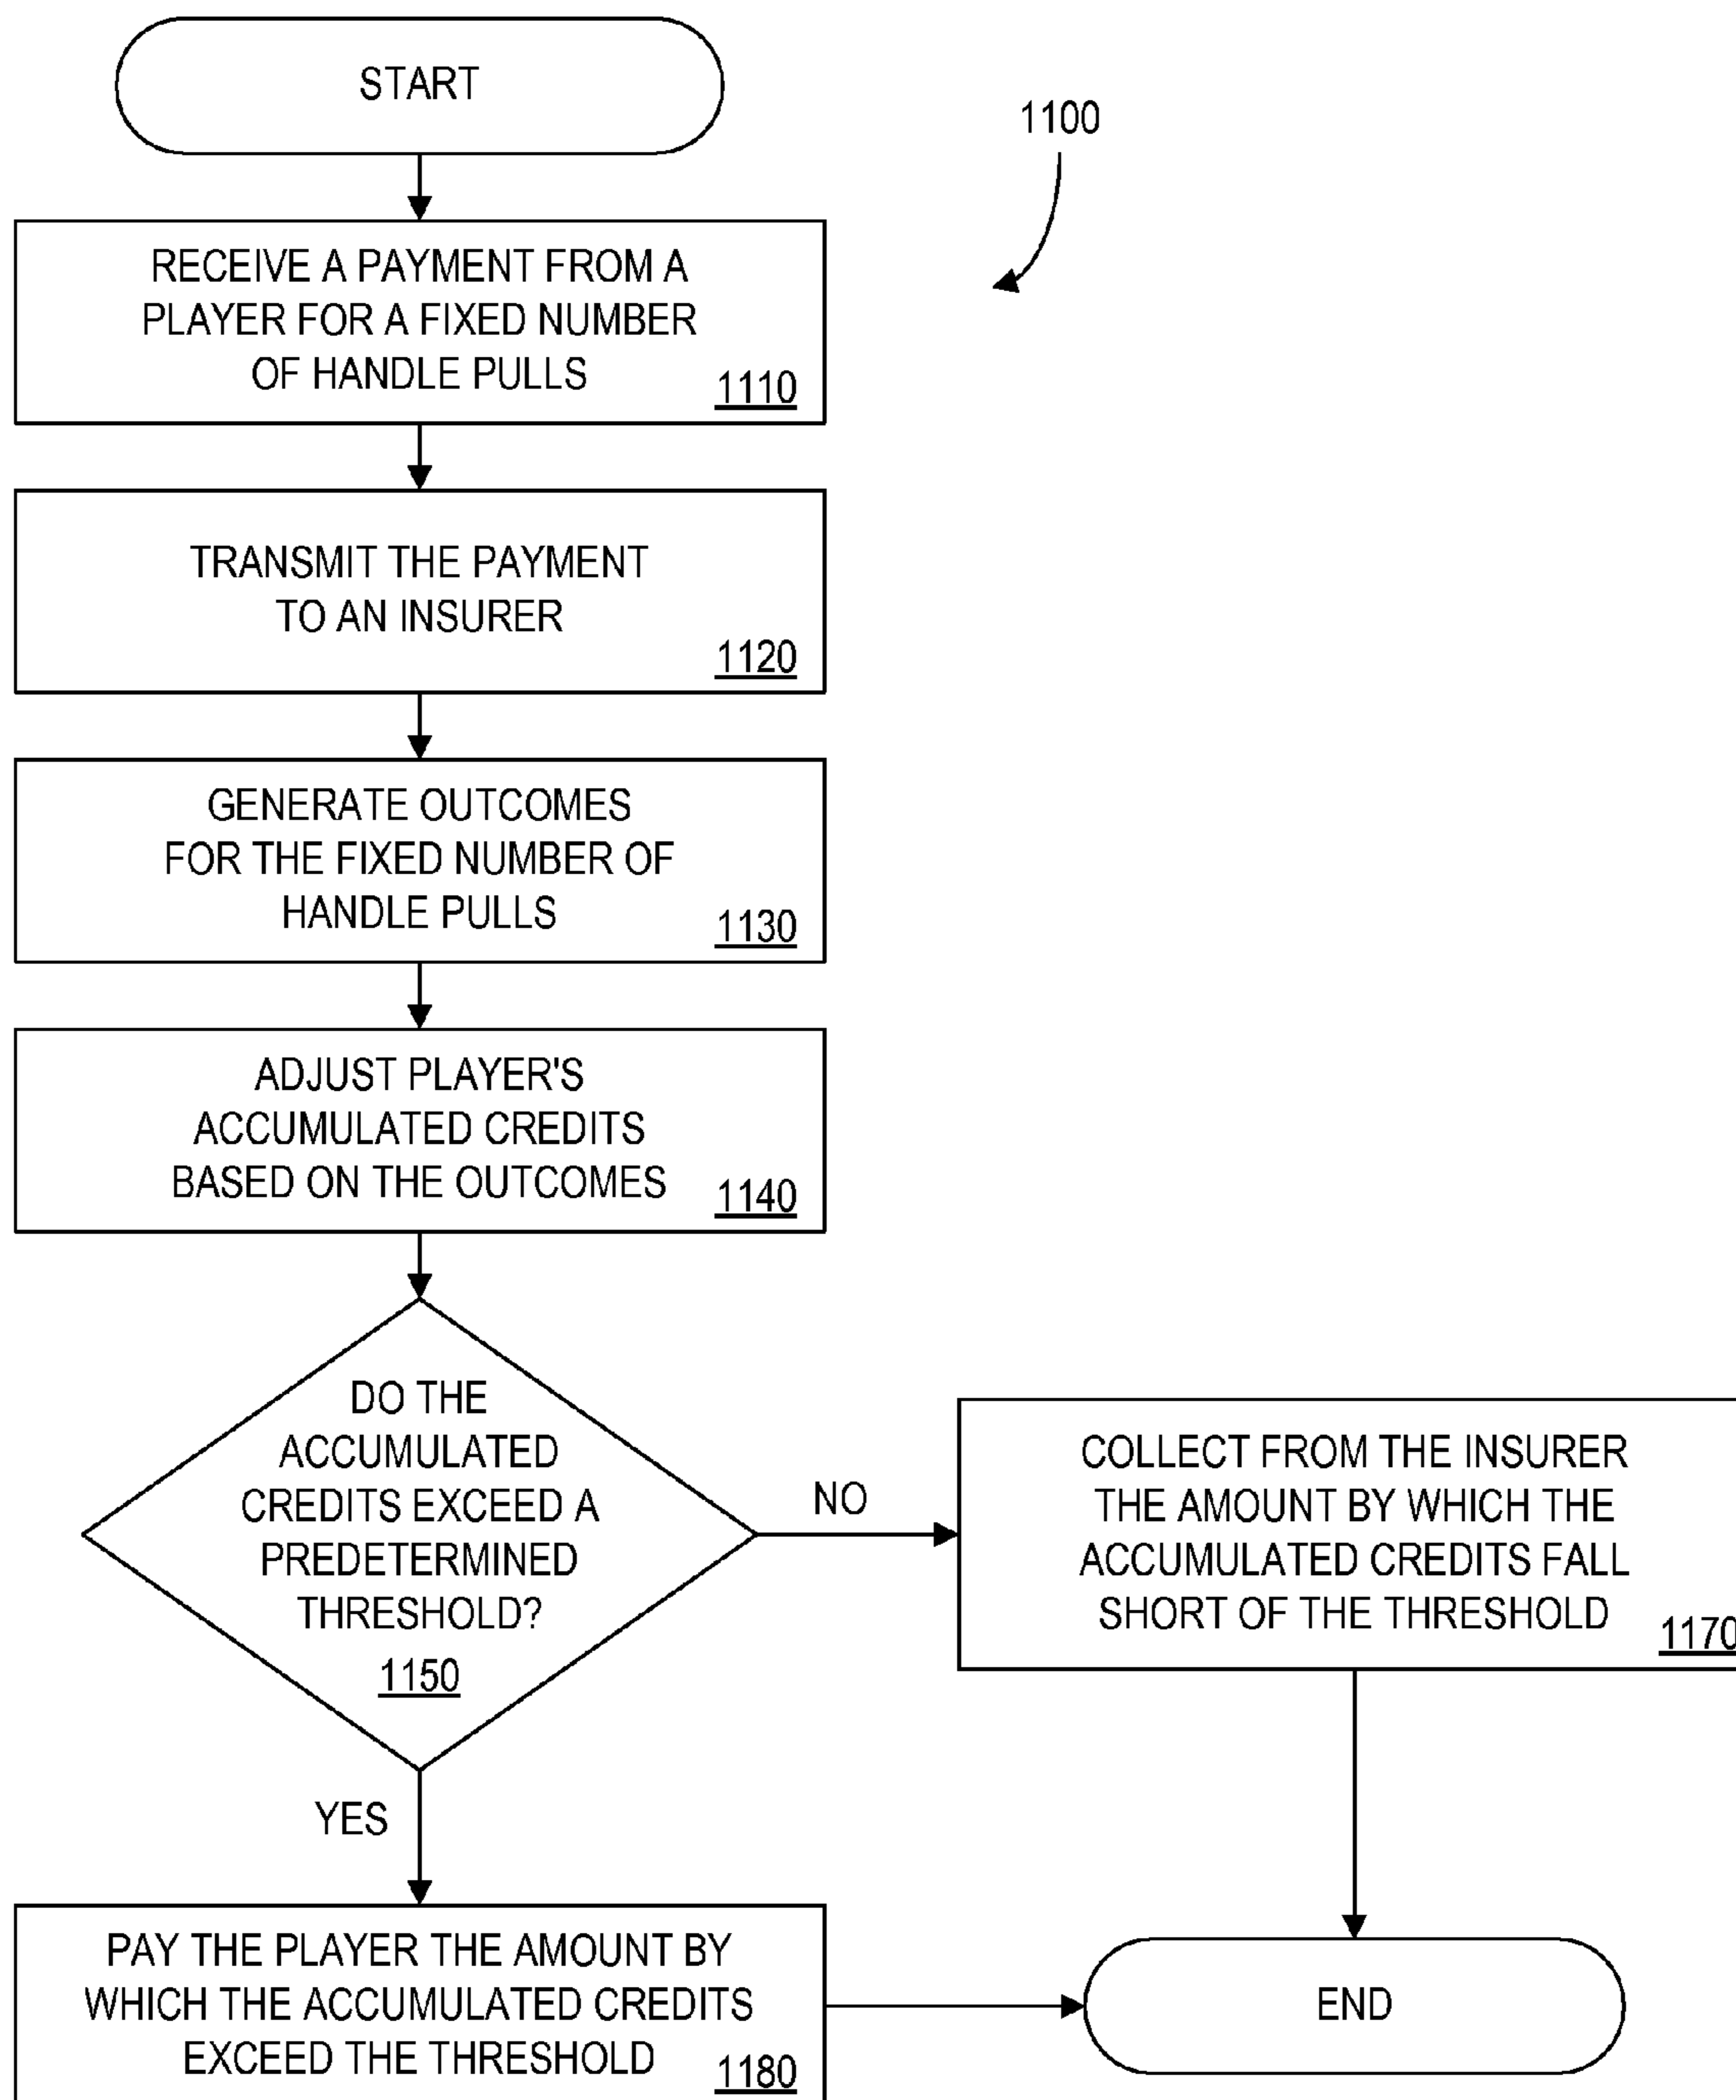 START
1100
RECEIVE A PAYMENT FROM A
PLAYER FOR A FIXED NUMBER
OF HANDLE PULLS
1110
TRANSMIT THE PAYMENT
TO AN INSURER
1120
GENERATE OUTCOMES
FOR THE FIXED NUMBER OF
HANDLE PULLS
1130
ADJUST PLAYER'S
ACCUMULATED CREDITS
BASED ON THE OUTCOMES
1140
DO THE
ACCUMULATED
CREDITS EXCEED A
PREDETERMINED
THRESHOLD?
1150
NO
COLLECT FROM THE INSURER
THE AMOUNT BY WHICH THE
ACCUMULATED CREDITS FALL
SHORT OF THE THRESHOLD
1170
YES
PAY THE PLAYER THE AMOUNT BY
WHICH THE ACCUMULATED CREDITS
EXCEED THE THRESHOLD
1180
END